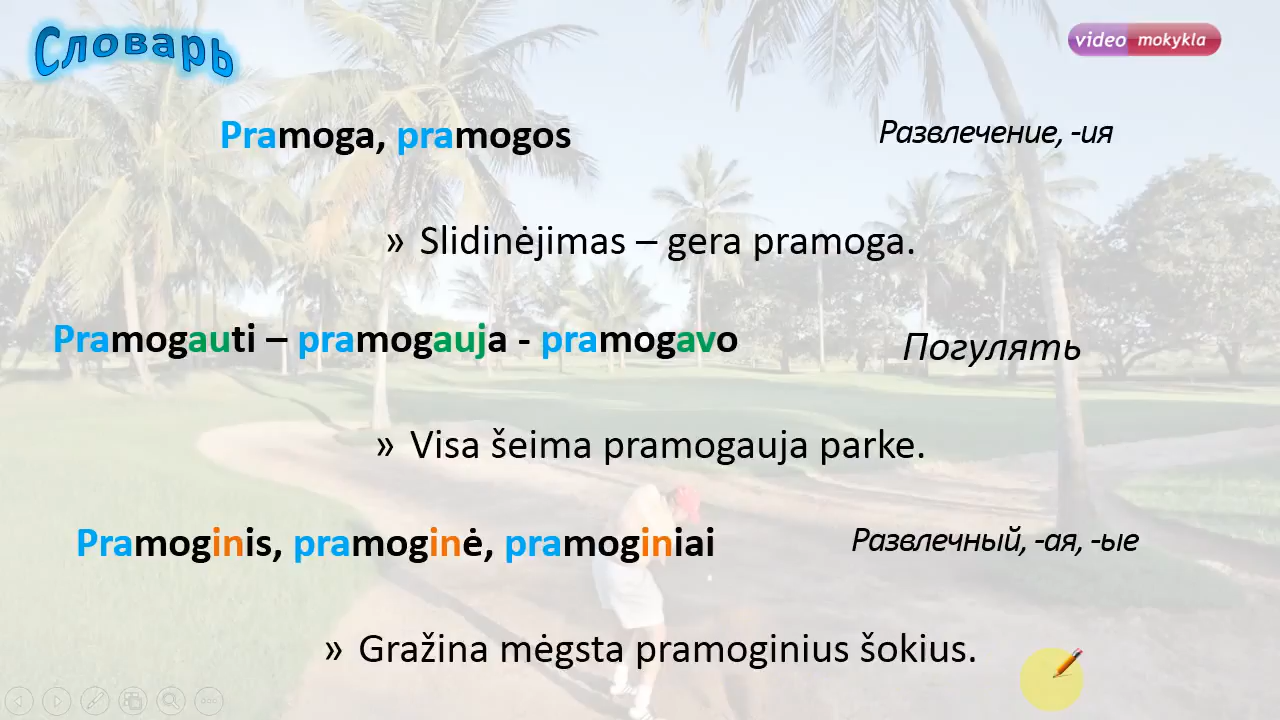 Словарь
video mokykla
Pramoga, pramogos
Развлечение, -ия
» Slidinėjimas – gera pramoga.
Pramogauti – pramogauja - pramogavo
Погулять
» Visa šeima pramogauja parke.
Pramoginis, pramoginė, pramoginiai
Развлечный, -ая, -ые
» Gražina mėgsta pramoginius šokius.